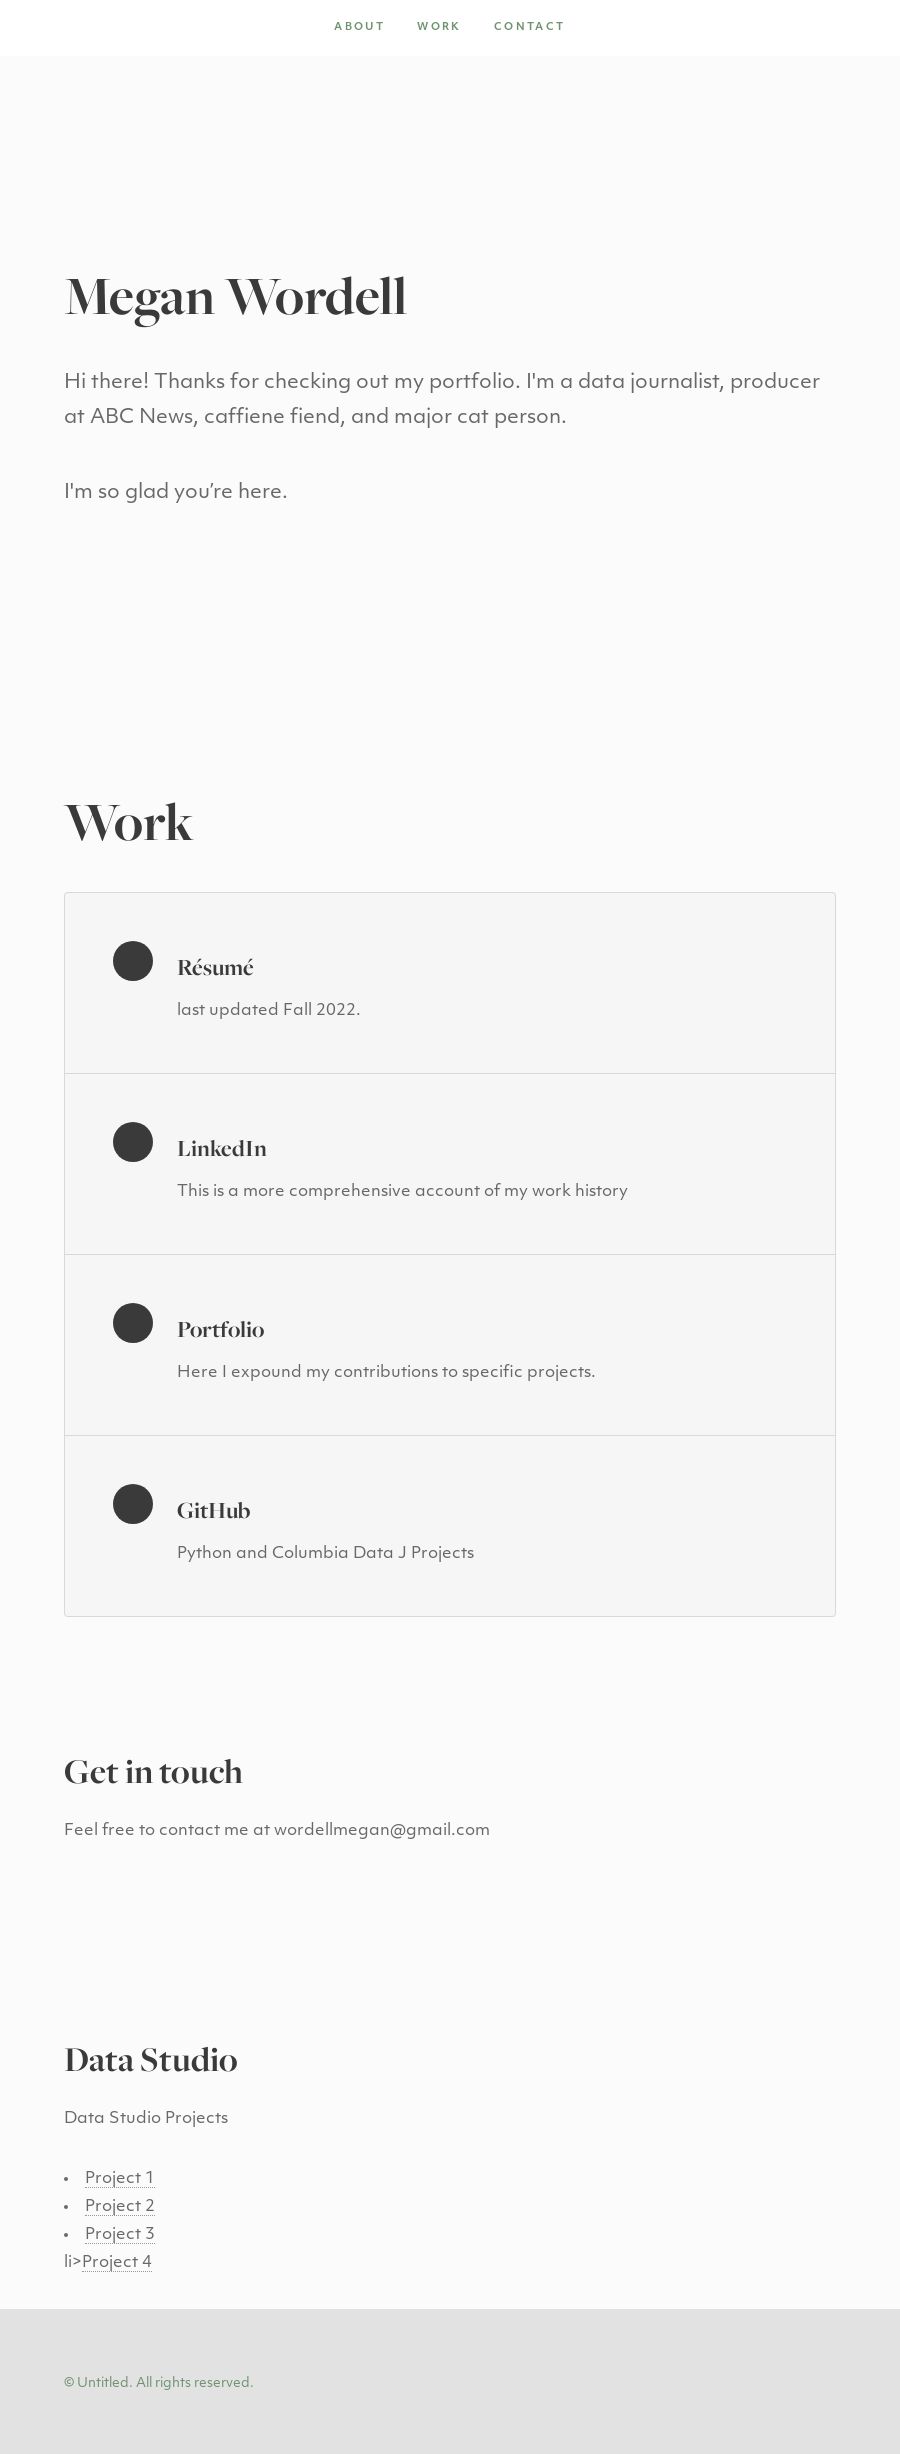 ABOUT WORK CONTACT
Megan Wordell
Hi there! Thanks for checking out my portfolio. I'm a data journalist, producer
at ABC News, caffiene fiend, and major cat person.
I'm so glad you’re here.
Work
Résumé
last updated Fall 2022.
LinkedIn
This is a more comprehensive account of my work history
Portfolio
Here I expound my contributions to specific projects.
GitHub
Python and Columbia Data J Projects
Get in touch
Feel free to contact me at wordellmegan@gmail.com
Data Studio
Data Studio Projects
• Project 1
• Project 2
• Project 3
li>Project 4
© Untitled. All rights reserved.